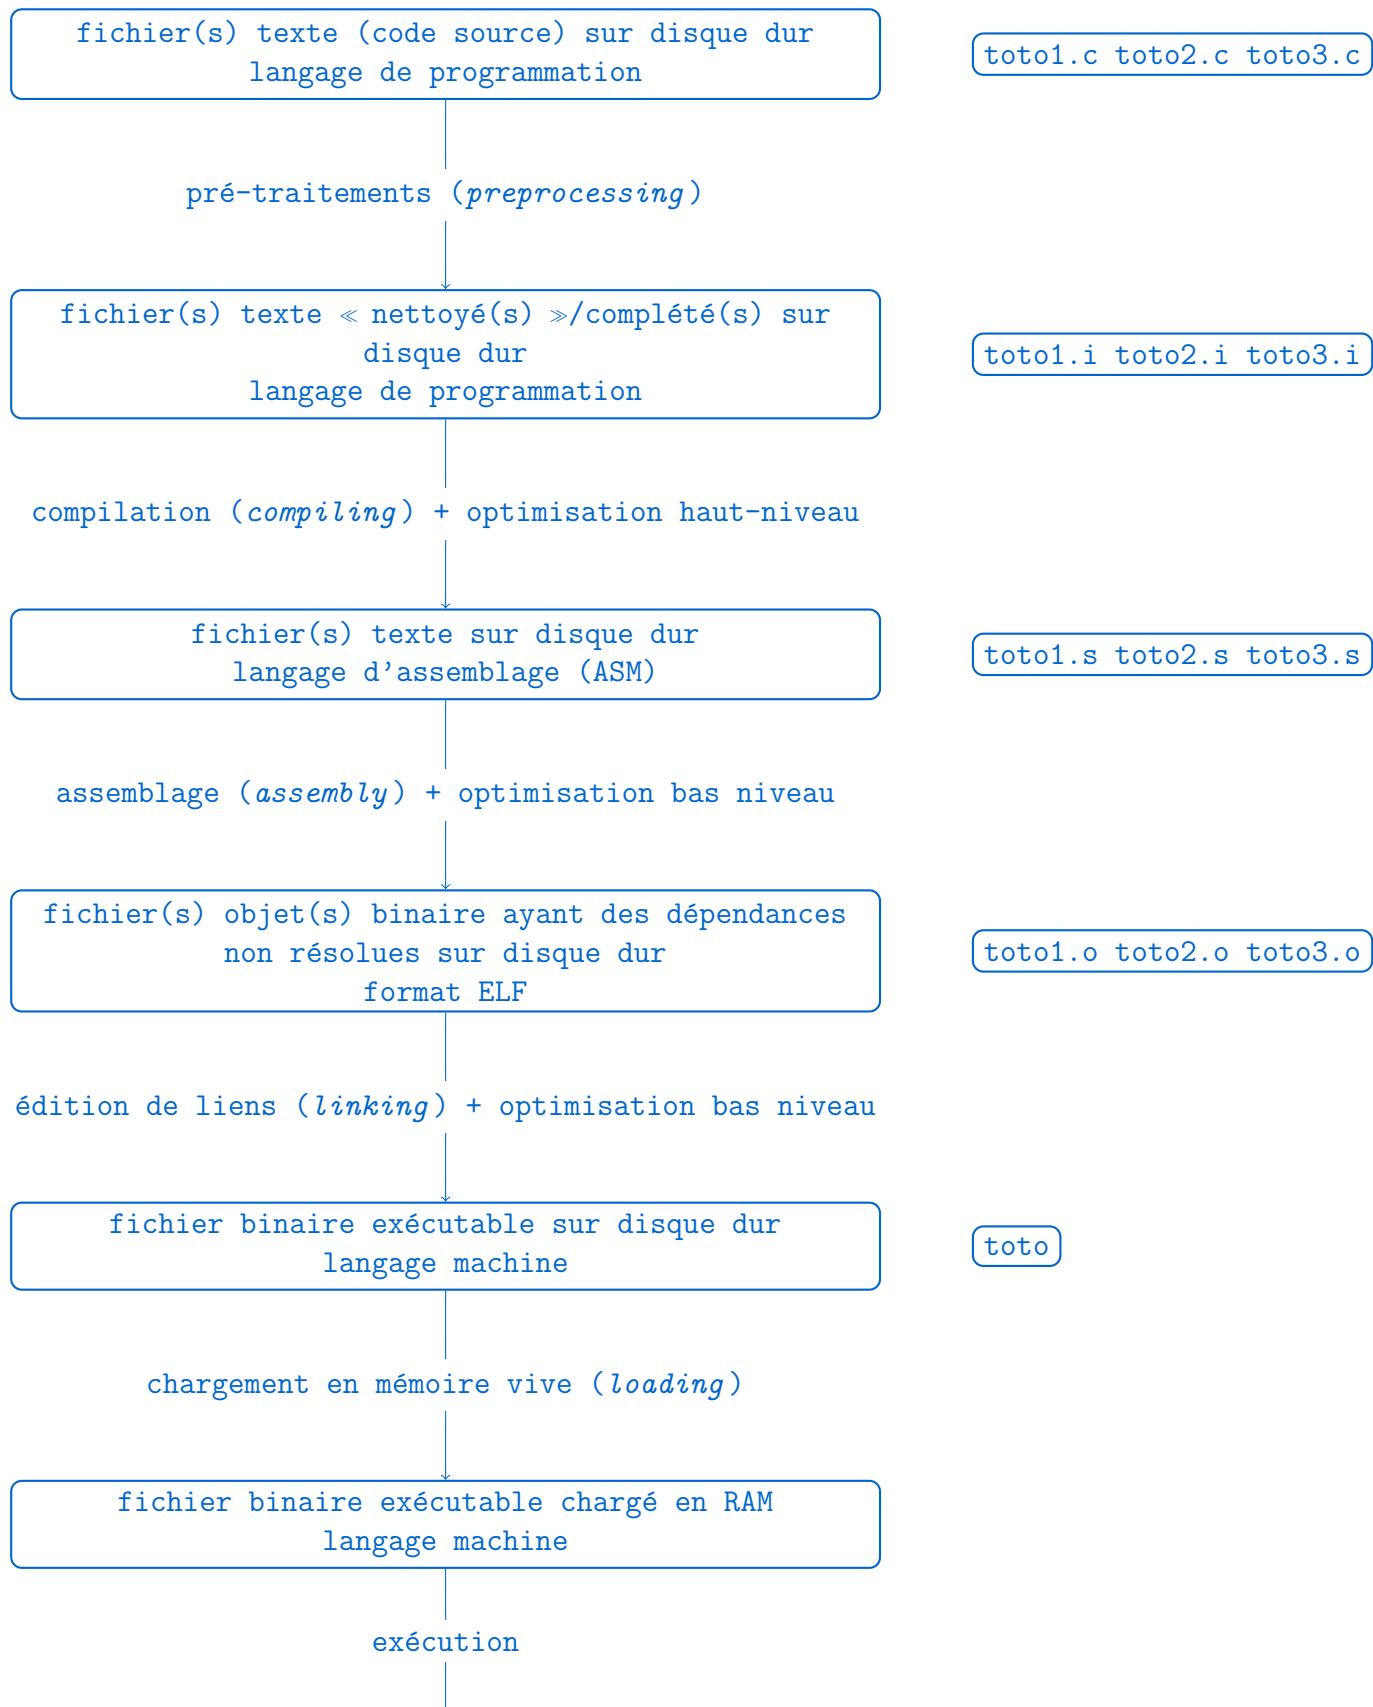 fichier(s) texte (code source) sur disque dur
langage de programmation
toto1.c toto2.c toto3.c
pré-traitements (preprocessing)
fichier(s) texte ≪ nettoyé(s) ≫/complété(s) sur
disque dur
langage de programmation
toto1.i toto2.i toto3.i
compilation (compiling) + optimisation haut-niveau
fichier(s) texte sur disque dur
langage d'assemblage (ASM)
toto1.s toto2.s toto3.s
assemblage (assembly) + optimisation bas niveau
fichier(s) objet(s) binaire ayant des dépendances
non résolues sur disque dur
format ELF
toto1.o toto2.o toto3.o
édition de liens (linking) + optimisation bas niveau
fichier binaire exécutable sur disque dur
langage machine
toto
chargement en mémoire vive (loading)
fichier binaire exécutable chargé en RAM
langage machine
exécution